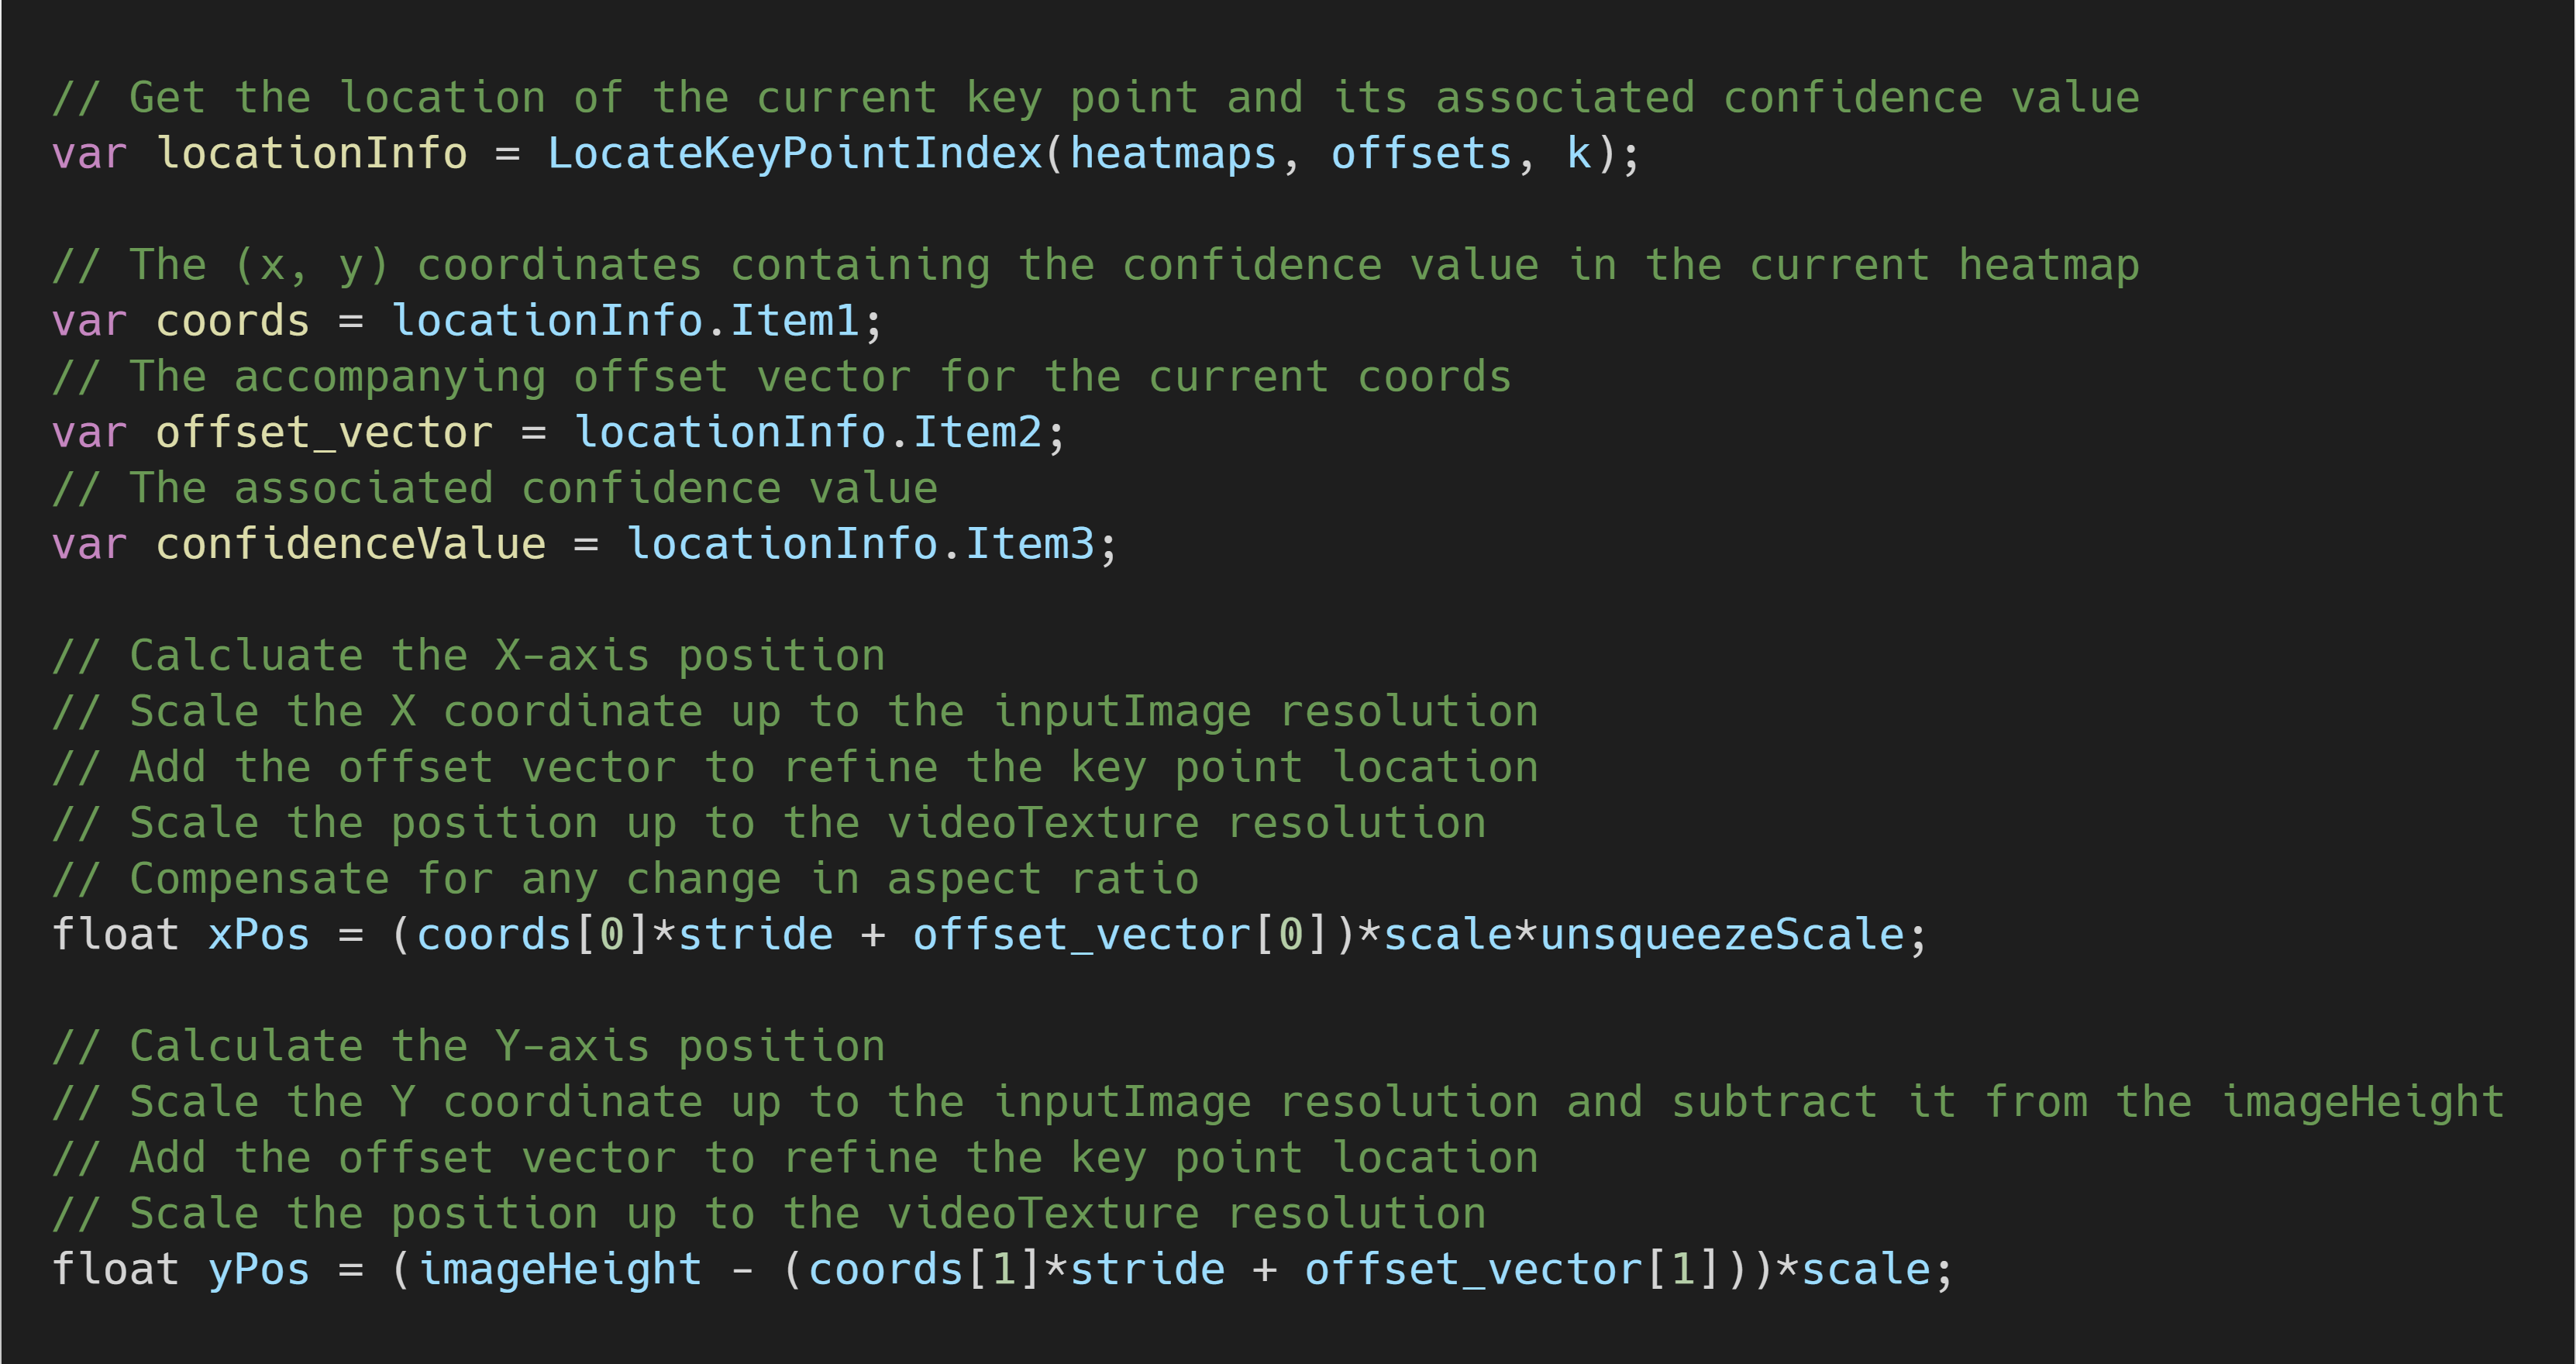 // Get the location of the current key point and its associated confidence value
var locationInfo = LocateKeyPointIndex(heatmaps, offsets, k);
// The (x, y) coordinates containing the confidence value in the current heatmap
var coords = locationInfo.Item1;
// The accompanying offset vector for the current coords
var offset_vector = locationInfo.Item2;
// The associated confidence value
var confidenceValue = locationInfo.Item3;
// Calcluate the X-axis position
// Scale the X coordinate up to the inputImage resolution
// Add the offset vector to refine the key point location
// Scale the position up to the videoTexture resolution
// Compensate for any change in aspect ratio
float xPos = (coords[0]*stride + offset_vector[0])*scale*unsqueezeScale;
// Calculate the Y-axis position
// Scale the Y coordinate up to the inputImage resolution and subtract it from the imageHeight
// Add the offset vector to refine the key point location
// Scale the position up to the videoTexture resolution
float yPos = (imageHeight - (coords[1]*stride + offset_vector[1]))*scale;